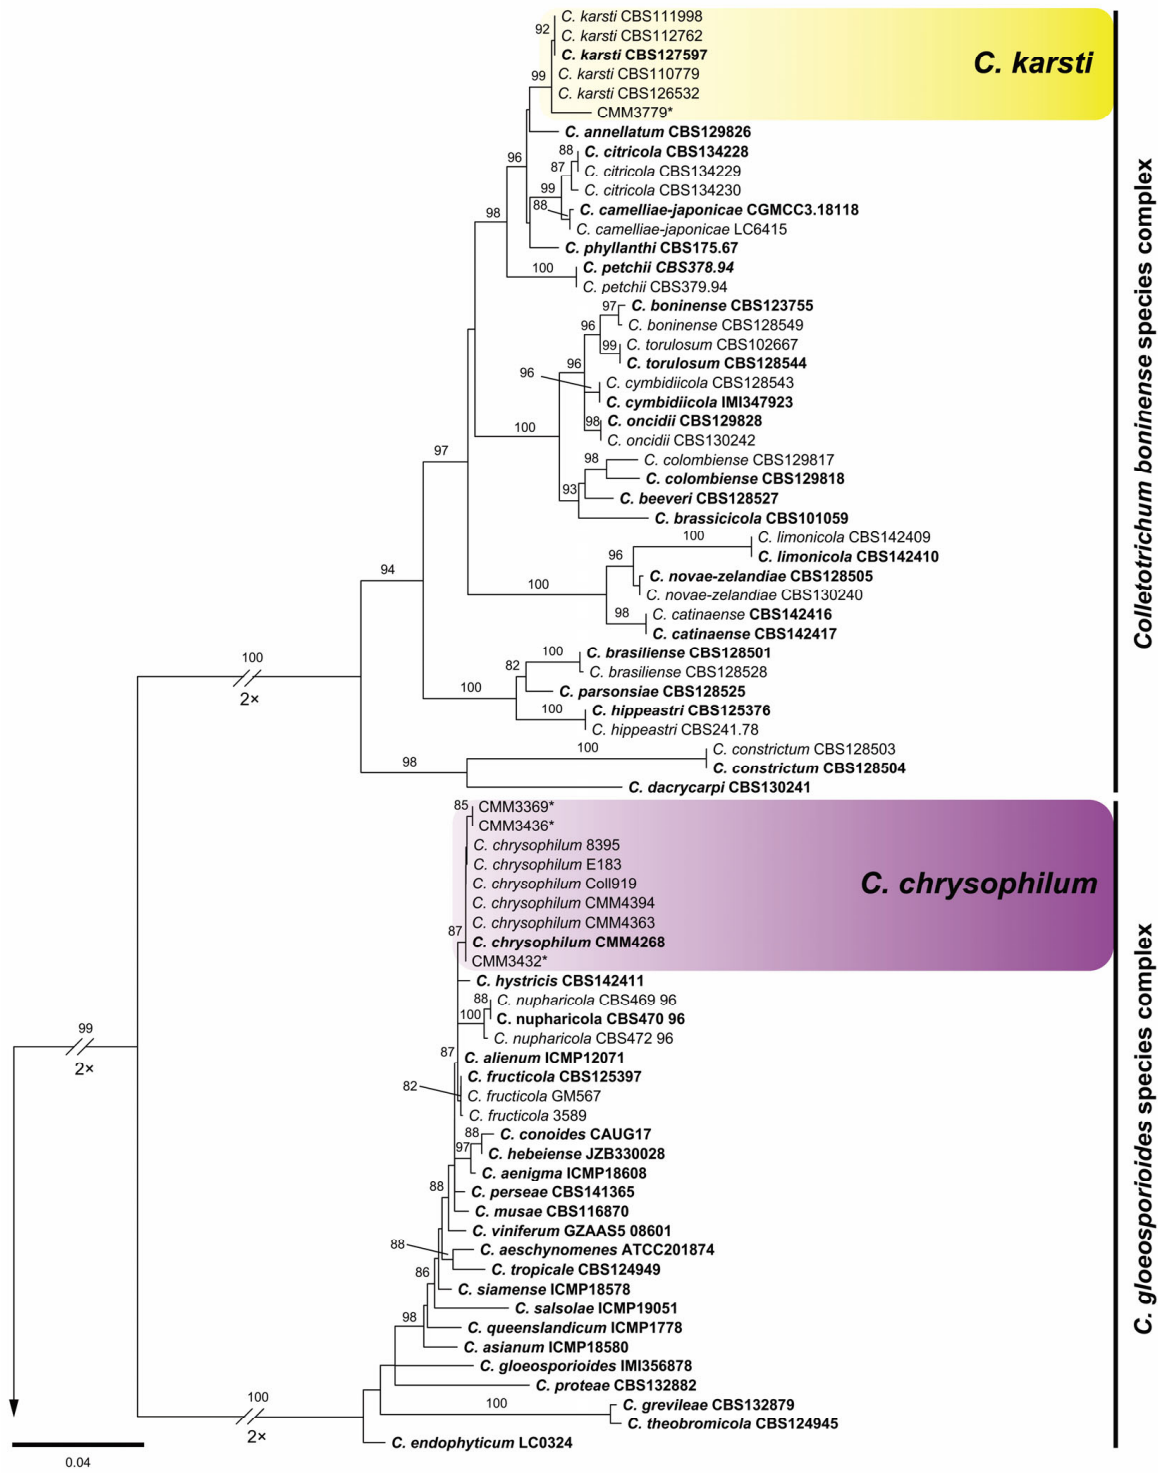 C. karsti CBS111998
92
C. karsti CBS112762
C. karsti CBS127597
C. karsti
C. karsti CBS110779
99
C. karsti CBS126532
CMM3779*
C. annellatum CBS129826
88
C. citricola CBS134228
96
87
C. citricola CBS134229
99
C. citricola CBS134230
88
C. camelliae-japonicae CGMCC3.18118
98
C. camelliae-japonicae LC6415
C. phyllanthi CBS175.67
100
C. petchii CBS378.94
C. petchii CBS379.94
97
C. boninense CBS123755
96
C. boninense CBS128549
99
C. torulosum CBS102667
96
C. torulosum CBS128544
96
C. cymbidiicola CBS128543
C. cymbidiicola IMI347923
98
C. oncidii CBS129828
100
C. oncidii CBS130242
97
98
C. colombiense CBS129817
C. colombiense CBS129818
93
C. beeveri CBS128527
C. brassicicola CBS101059
100
C. limonicola CBS142409
96
C. limonicola CBS142410
94
C. novae-zelandiae CBS128505
100
C. novae-zelandiae CBS130240
98
C. catinaense CBS142416
C. catinaense CBS142417
100
100
C. brasiliense CBS128501
82
C. brasiliense CBS128528
2×
100
C. parsonsiae CBS128525
100
C. hippeastri CBS125376
C. hippeastri CBS241.78
100
C. constrictum CBS128503
98
C. constrictum CBS128504
C. dacrycarpi CBS130241
Colletotrichum boninense species complex
85
CMM3369*
CMM3436*
C. chrysophilum 8395
C. chrysophilum E183
C. chrysophilum Coll919
C. chrysophilum
C. chrysophilum CMM4394
C. chrysophilum CMM4363
87
C. chrysophilum CMM4268
CMM3432*
C. hystricis CBS142411
88
C. nupharicola CBS469 96
100
C. nupharicola CBS470 96
99
C. nupharicola CBS472 96
2×
87
C. alienum ICMP12071
82
C. fructicola CBS125397
C. fructicola GM567
C. fructicola 3589
88
C. conoides CAUG17
97
C. hebeiense JZB330028
C. aenigma ICMP18608
88
C. perseae CBS141365
C. musae CBS116870
C. viniferum GZAAS5 08601
88
C. aeschynomenes ATCC201874
86
C. tropicale CBS124949
C. siamense ICMP18578
98
C. salsolae ICMP19051
C. queenslandicum ICMP1778
C. asianum ICMP18580
C. gloeosporioides IMI356878
C. proteae CBS132882
100
100
C. grevileae CBS132879
2×
C. theobromicola CBS124945
C. endophyticum LC0324
C. gloeosporioides species complex
0.04